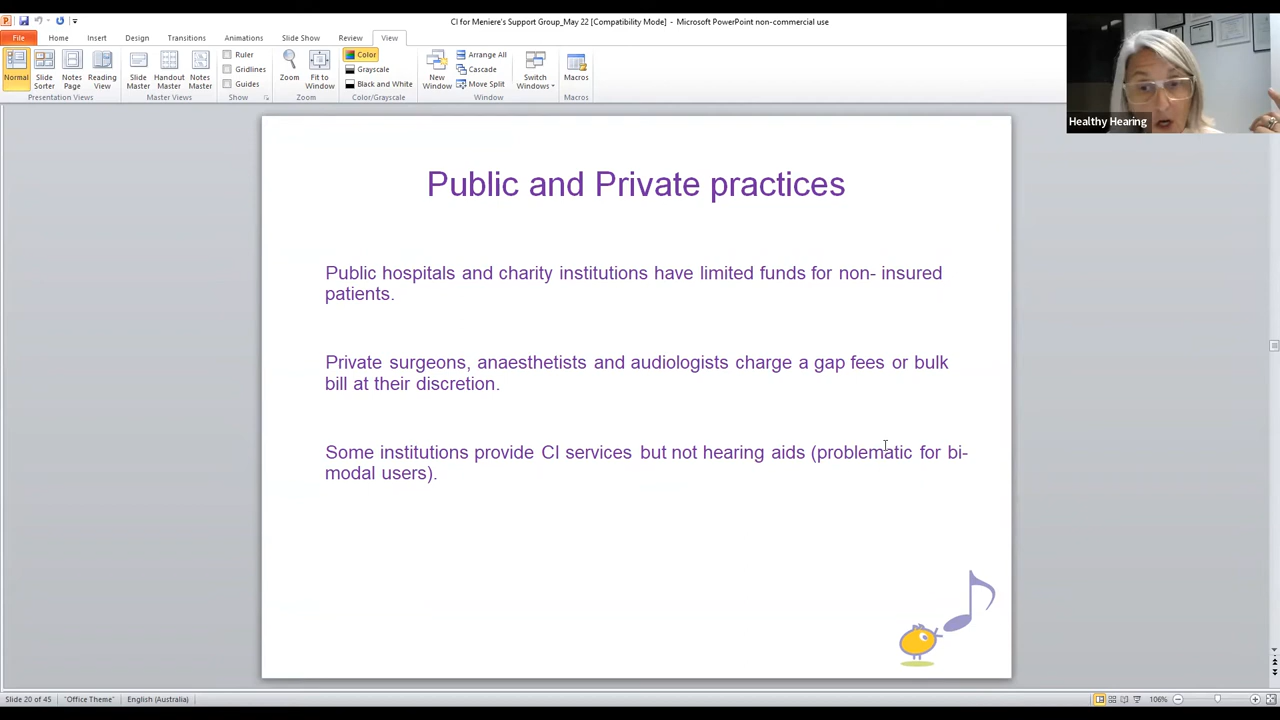 CI for Meniere's Support Group_May 22 [Compatibility Mode] - Microsoft PowerPoint non-commercial use
File Home Insert Design Transitions Animations Slide Show Review View
Normal Slide Sorter Notes Page Reading View
Presentation Views
Slide Master Handout Master Notes Master
Master Views
Ruler
Gridlines
Guides
Show
Zoom Fit to Window
Zoom
Color
Grayscale
Black and White
Color/Grayscale
New Window
Arrange All
Cascade
Move Split
Switch Windows
Window
Macros
Macros
Healthy Hearing
Public and Private practices
Public hospitals and charity institutions have limited funds for non- insured
patients.
Private surgeons, anaesthetists and audiologists charge a gap fees or bulk
bill at their discretion.
Some institutions provide CI services but not hearing aids (problematic for bi-
modal users).
Slide 20 of 45 "Office Theme" English (Australia) 106%